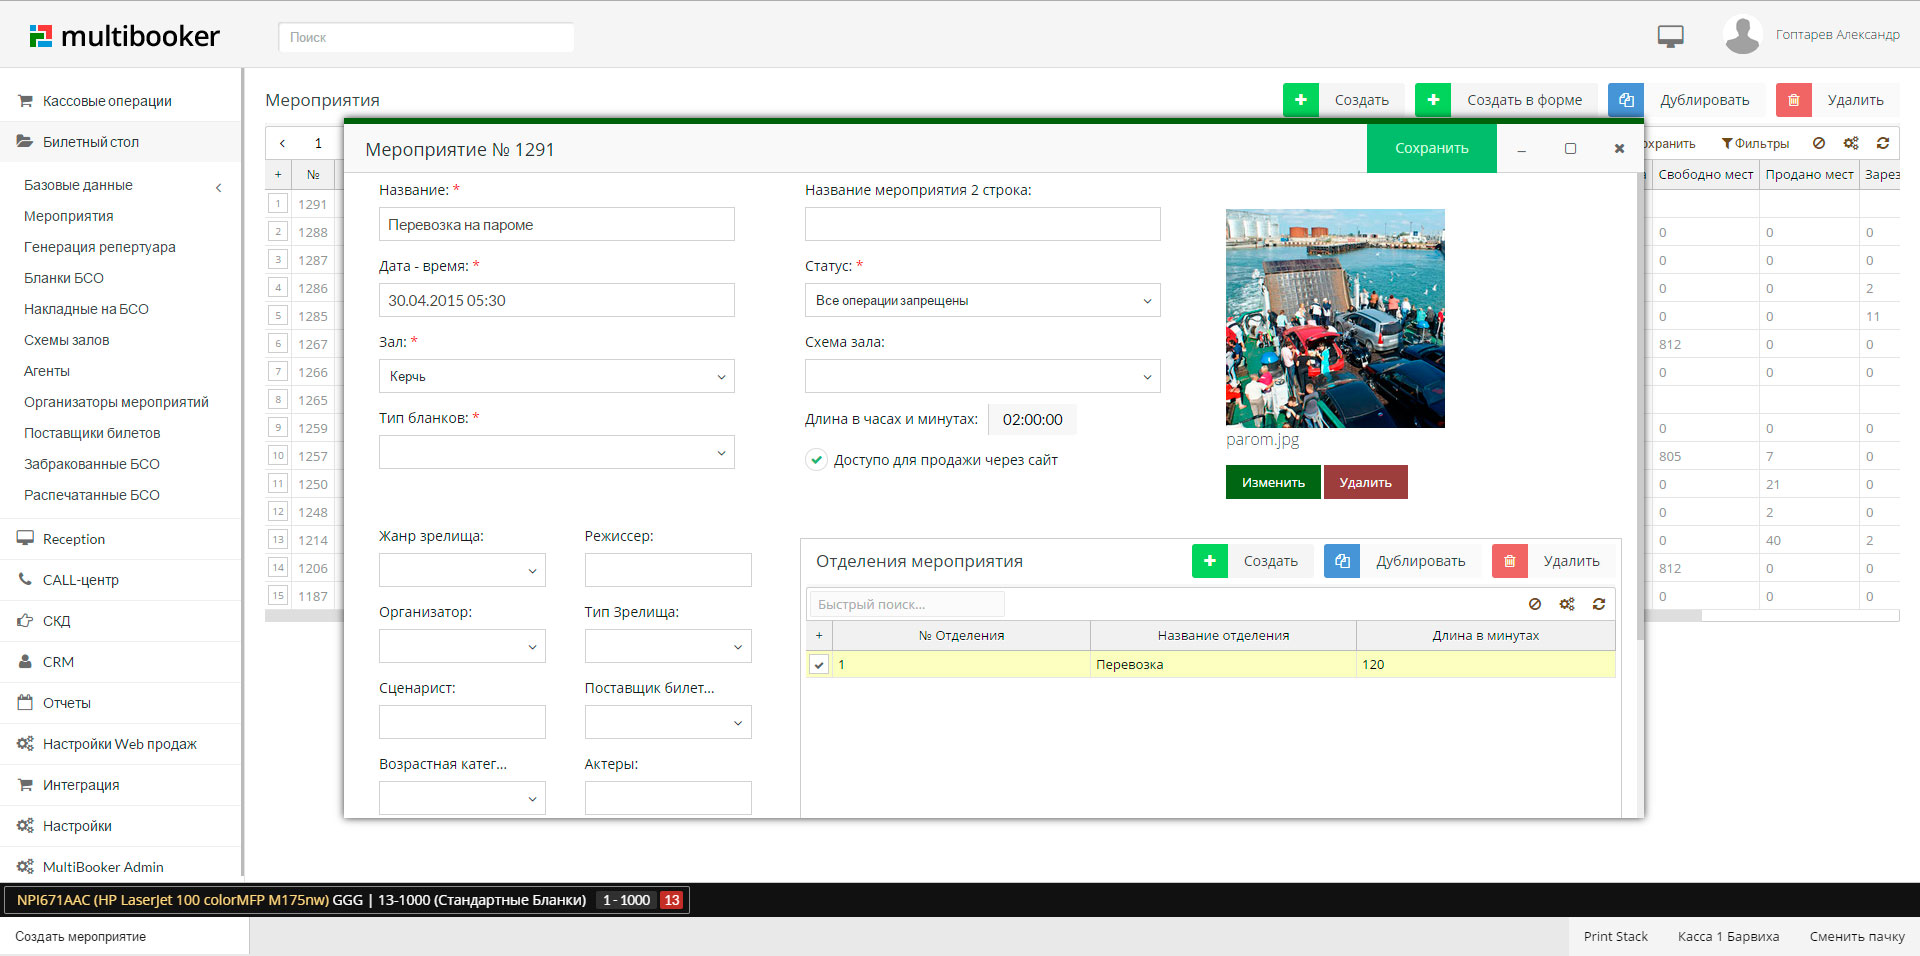 multibooker
Поиск
Гоптарев Александр
Кассовые операции
Билетный стол
Базовые данные
Мероприятия
Генерация репертуара
Бланки БСО
Накладные на БСО
Схемы залов
Агенты
Организаторы мероприятий
Поставщики билетов
Забракованные БСО
Распечатанные БСО
Reception
CALL-центр
СКД
CRM
Отчеты
Настройки Web продаж
Интеграция
Настройки
MultiBooker Admin
Мероприятия
Создать
Создать в форме
Дублировать
Удалить
1
Фильтры
+ №
Свободно мест Продано мест Зарез
1 1291
2 1288 0 0 0
3 1287 0 0 0
4 1286 0 0 2
5 1285 0 0 11
6 1267 812 0 0
7 1266 0 0 0
8 1265
9 1259 0 0 0
10 1257 805 7 0
11 1250 0 21 0
12 1248 0 2 0
13 1214 0 40 2
14 1206 812 0 0
15 1187 0 0 0
Мероприятие № 1291
Сохранить
Название: *
Перевозка на пароме
Дата - время: *
30.04.2015 05:30
Зал: *
Керчь
Тип бланков: *
Название мероприятия 2 строка:
Статус: *
Все операции запрещены
Схема зала:
Длина в часах и минутах: 02:00:00
Доступо для продажи через сайт
parom.jpg
Изменить
Удалить
Жанр зрелища:
Режиссер:
Организатор:
Тип Зрелища:
Сценарист:
Поставщик билет...
Возрастная катег...
Актеры:
Отделения мероприятия
Создать
Дублировать
Удалить
Быстрый поиск...
+ № Отделения Название отделения Длина в минутах
1 Перевозка 120
NPI671AAC (HP LaserJet 100 colorMFP M175nw) GGG | 13-1000 (Стандартные Бланки) 1 - 1000 13
Создать мероприятие
Print Stack
Касса 1 Барвиха
Сменить пачку